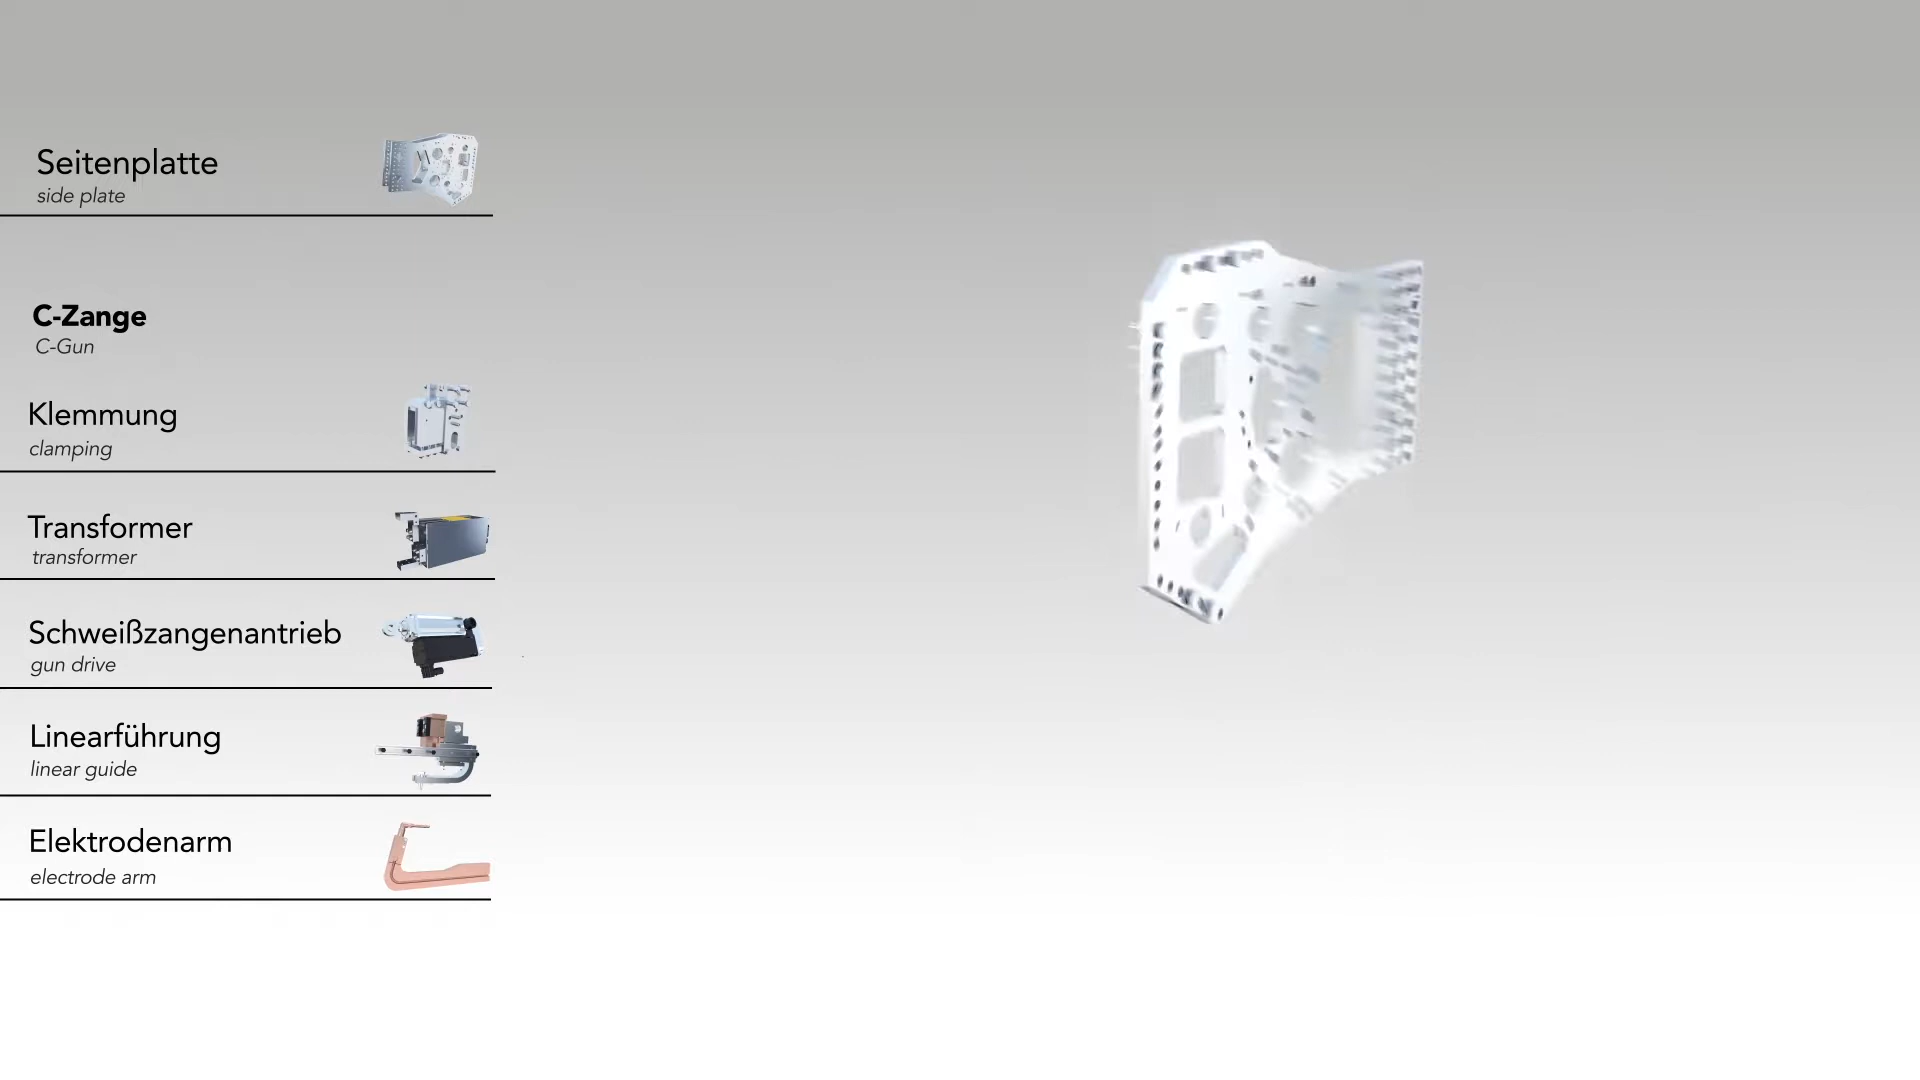 Seitenplatte
side plate
C-Zange
C-Gun
Klemmung
clamping
Transformer
transformer
Schweißzangenantrieb
gun drive
Linearführung
linear guide
Elektrodenarm
electrode arm